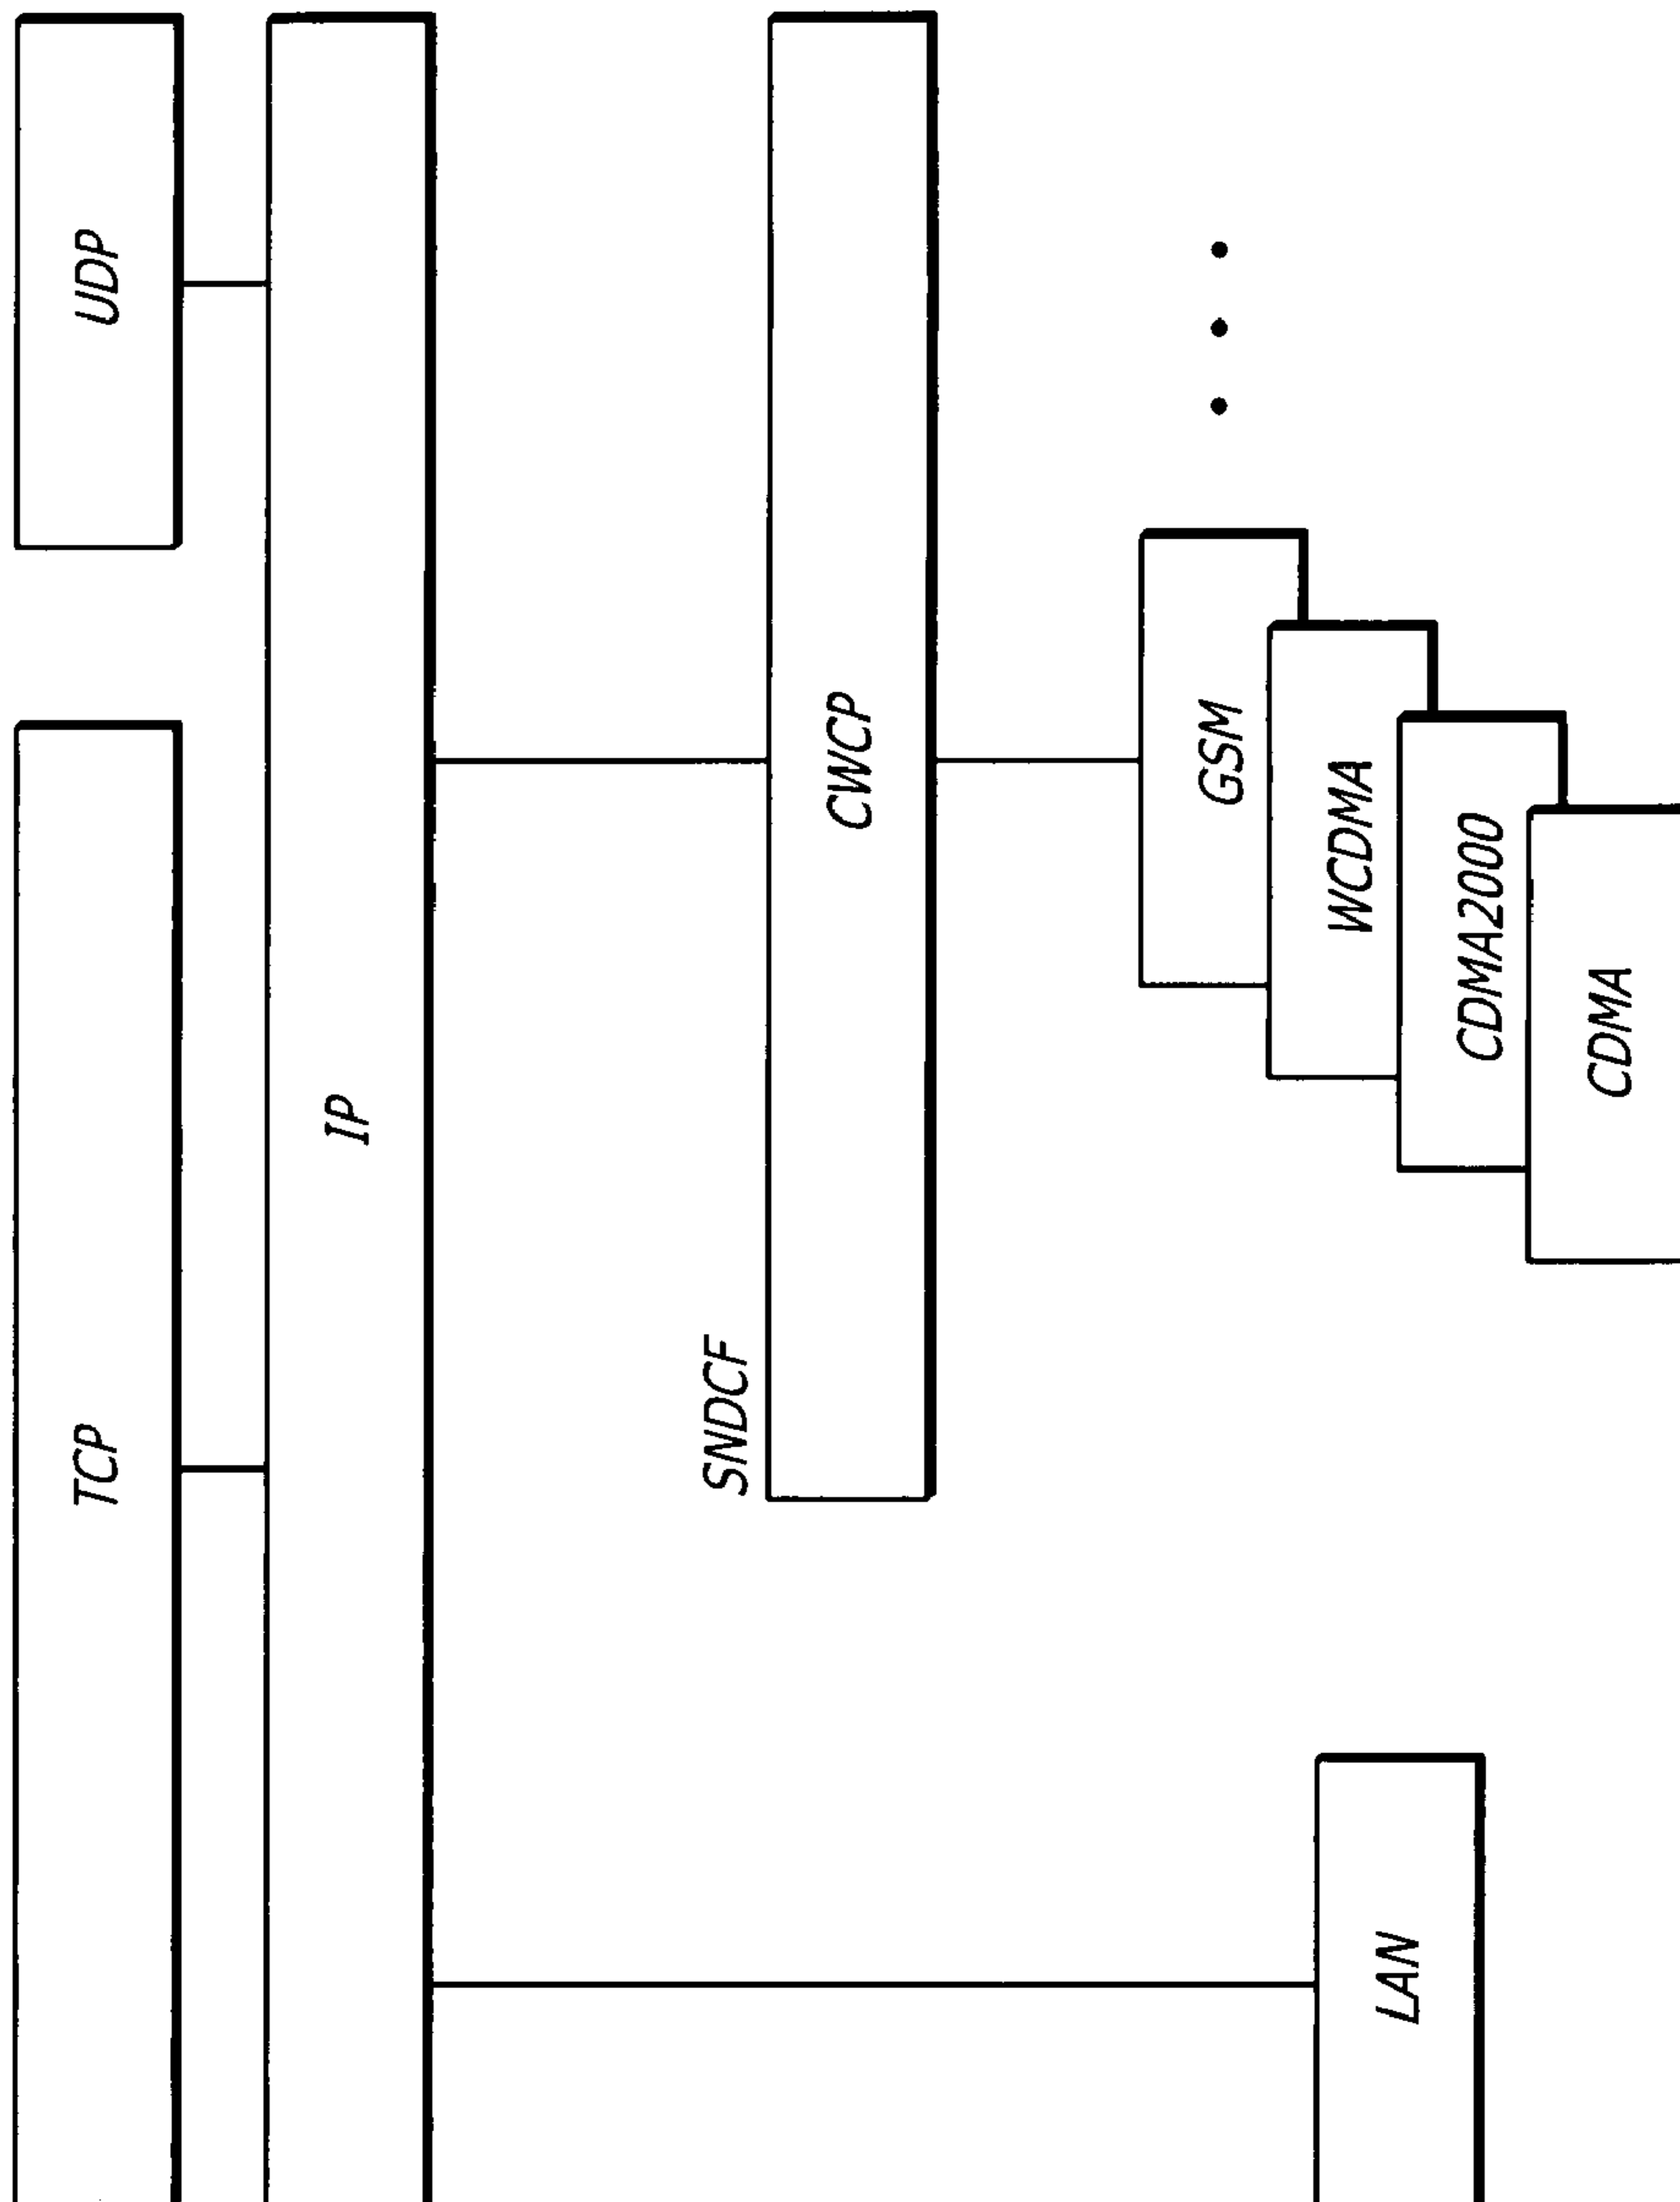 TCP
UDP
IP
SNDCF
CWCP
GSM
WCDMA
CDMA2000
CDMA
LAN